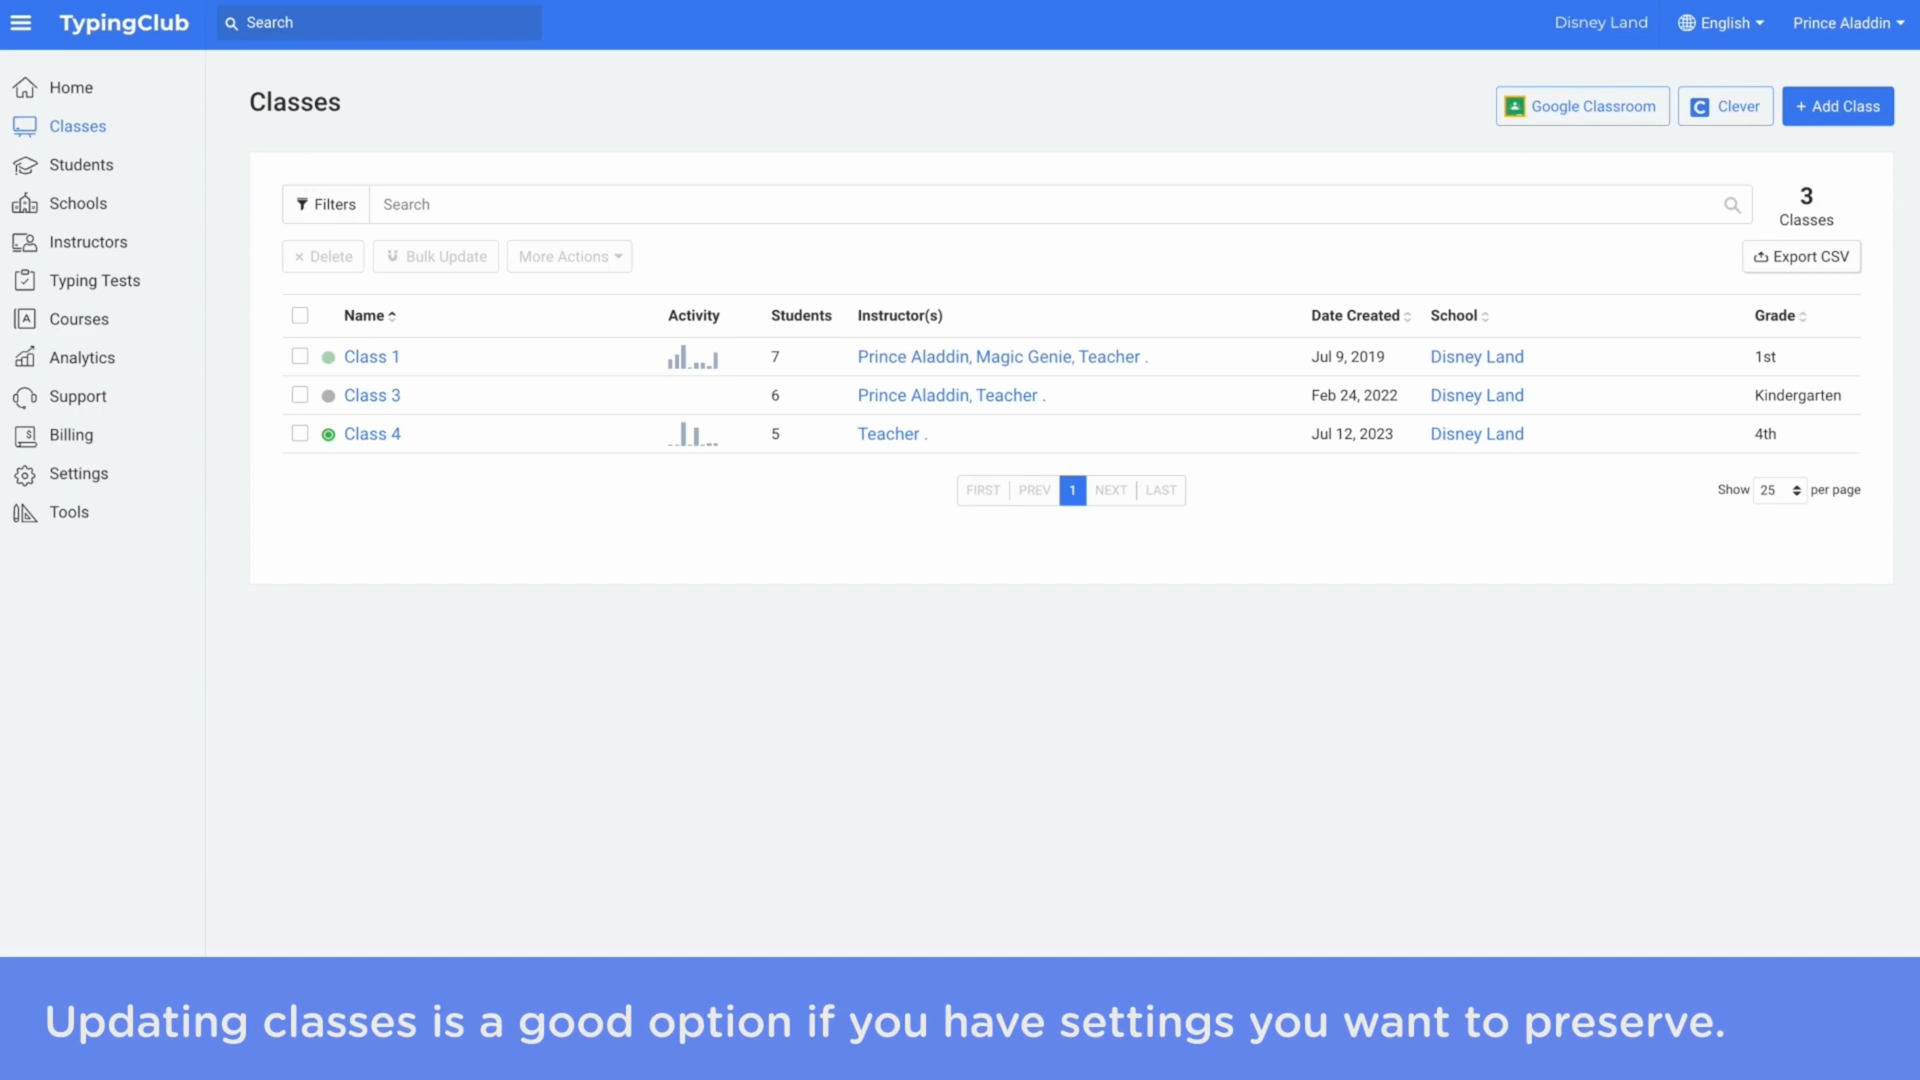 TypingClub
Search
Disney Land
English
Prince Aladdin
Home
Classes
Students
Schools
Instructors
Typing Tests
Courses
Analytics
Support
Billing
Settings
Tools
Classes
Google Classroom
Clever
+ Add Class
Filters
Search
3
Classes
× Delete
Bulk Update
More Actions
Export CSV
Name Activity Students Instructor(s) Date Created School Grade
Class 1 7 Prince Aladdin, Magic Genie, Teacher . Jul 9, 2019 Disney Land 1st
Class 3 6 Prince Aladdin, Teacher . Feb 24, 2022 Disney Land Kindergarten
Class 4 5 Teacher . Jul 12, 2023 Disney Land 4th
FIRST PREV 1 NEXT LAST
Show 25 per page
Updating classes is a good option if you have settings you want to preserve.